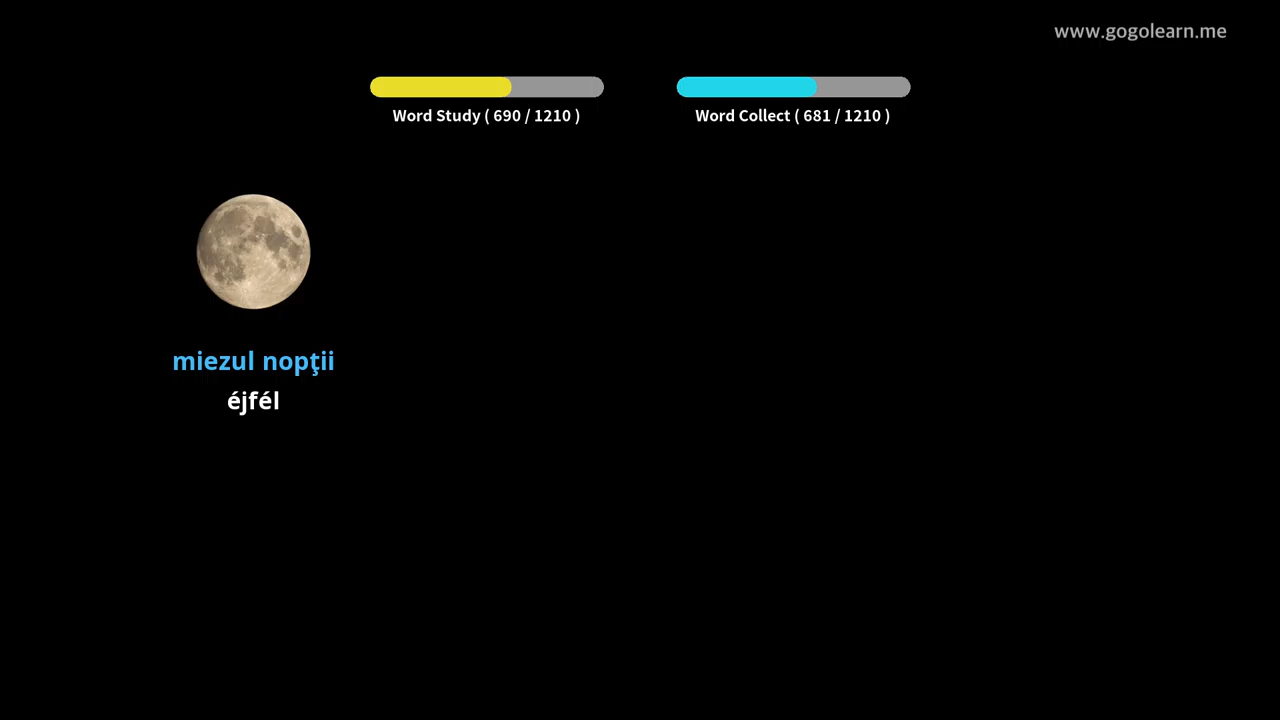 www.gogolearn.me
Word Study ( 690 / 1210 )
Word Collect ( 681 / 1210 )
miezul nopţii
éjfél